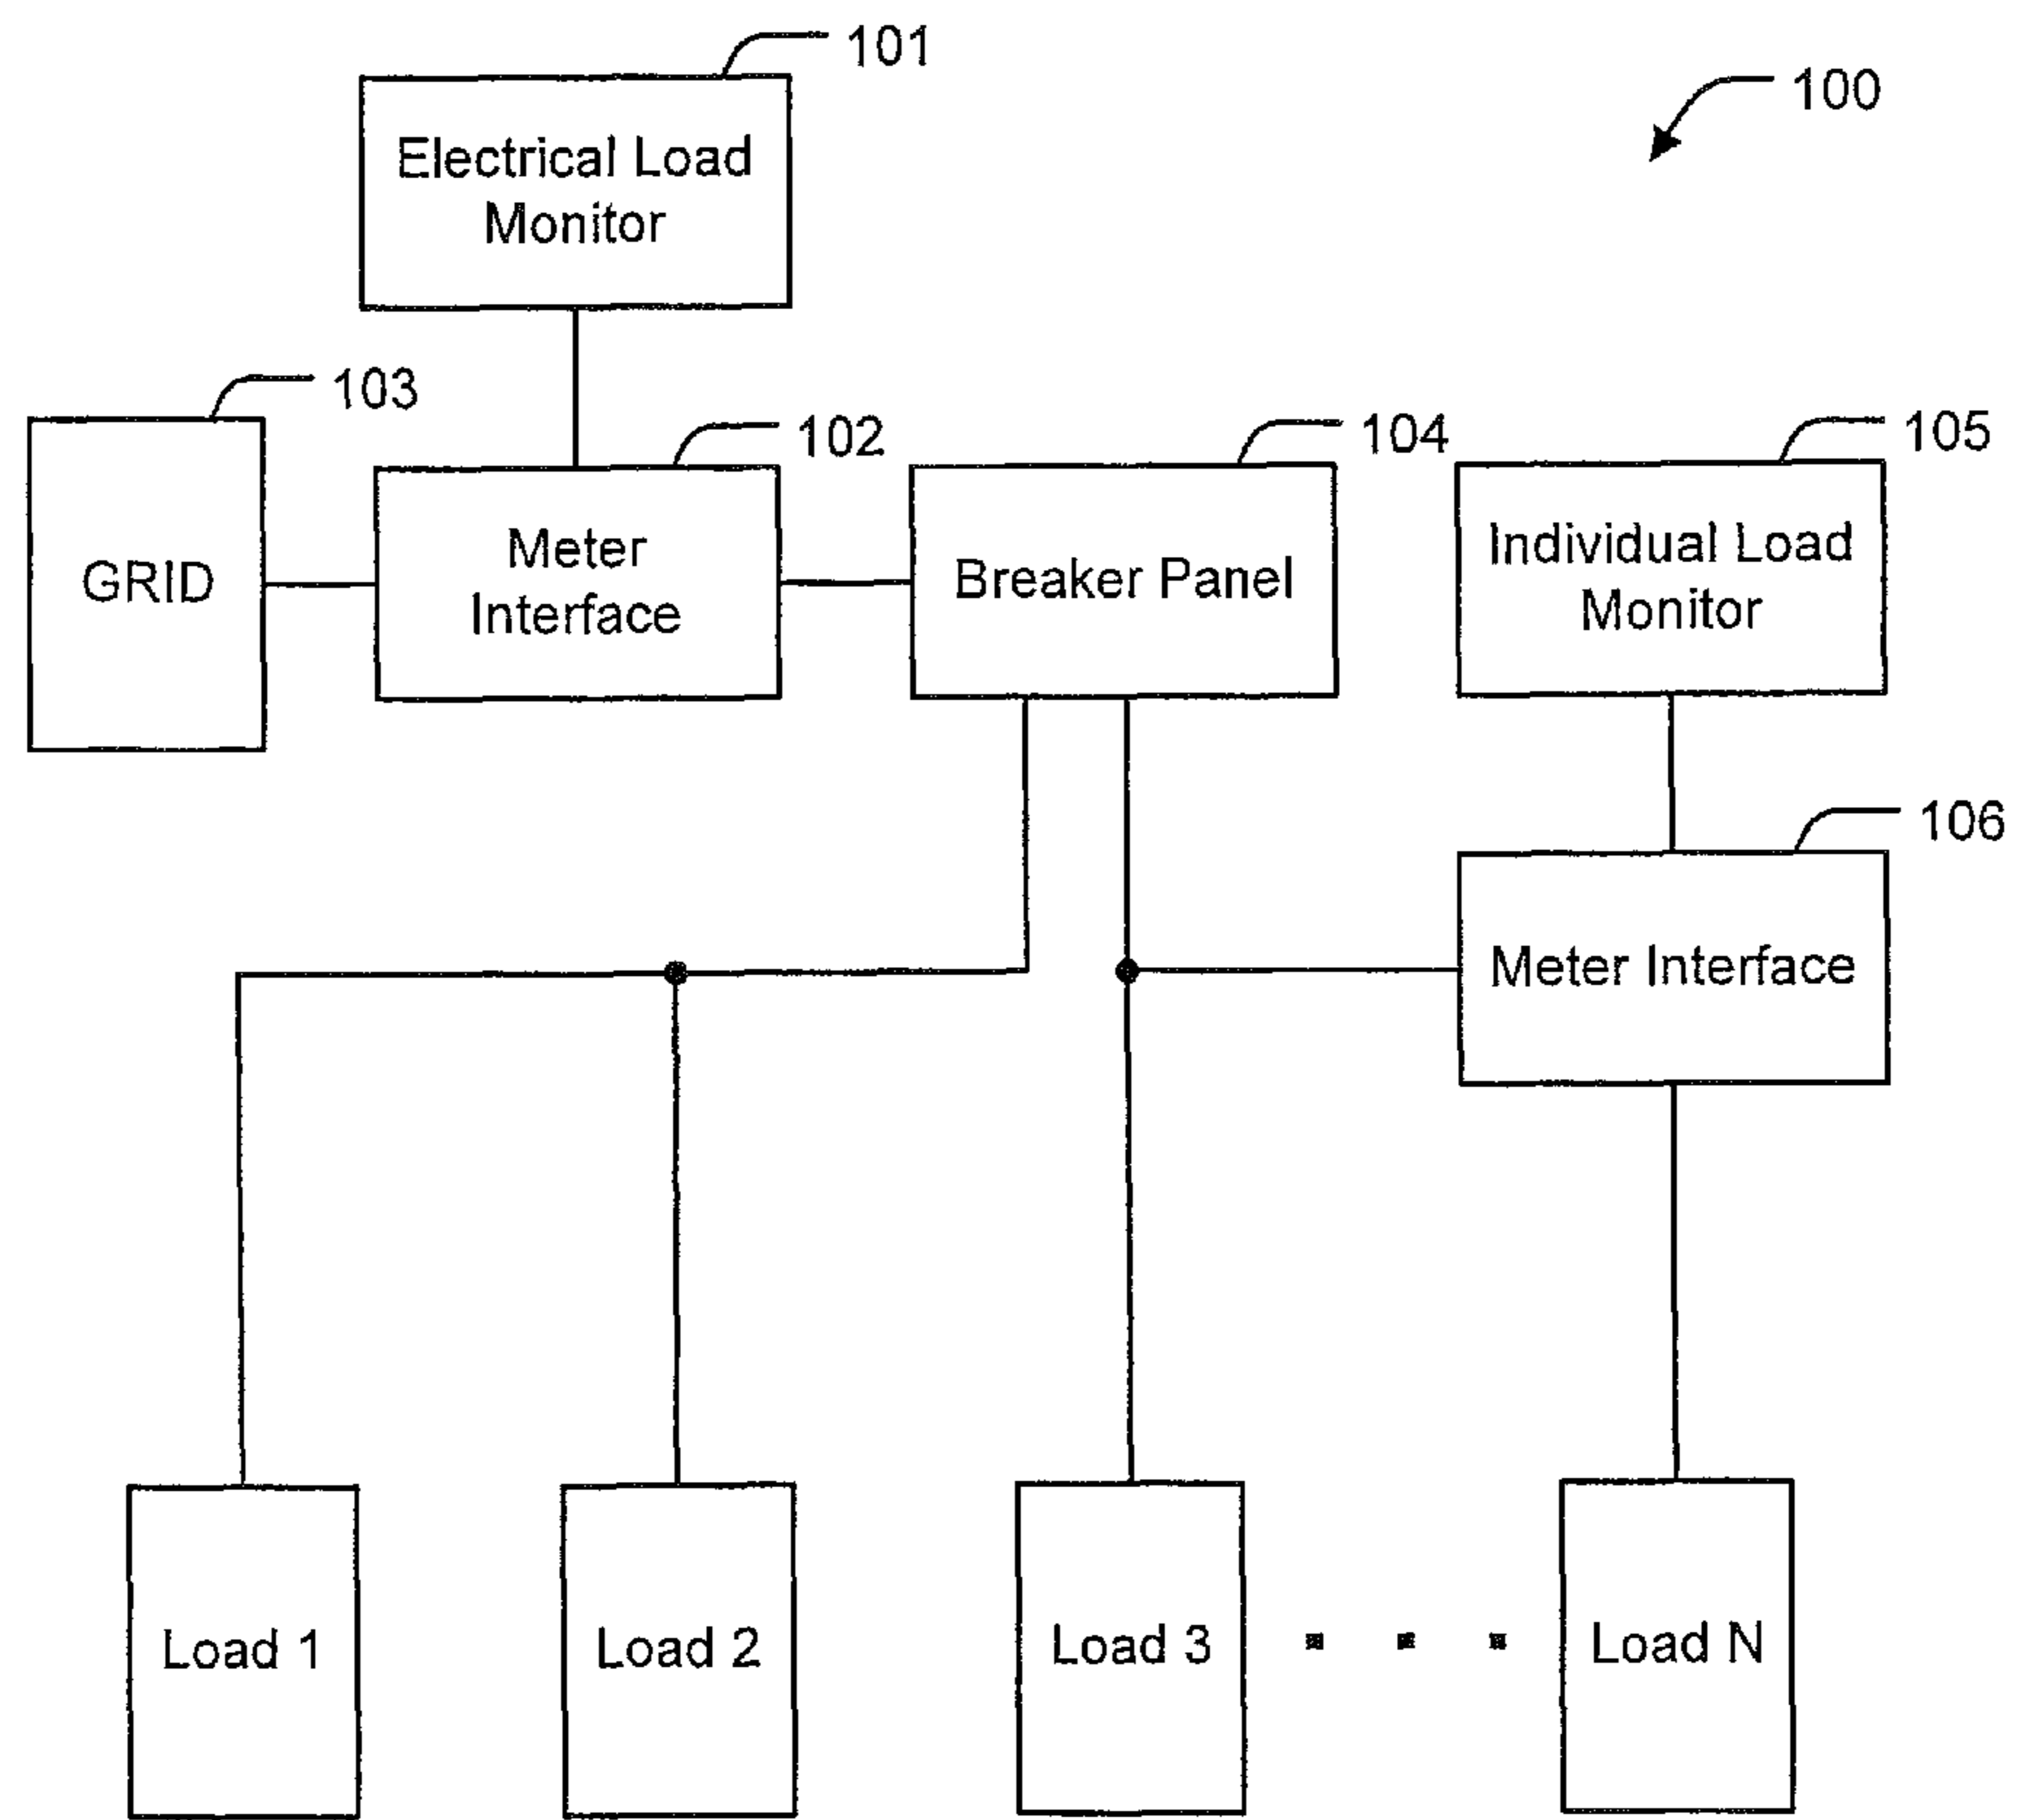 101
100
Electrical Load
Monitor
103
102
104
105
GRID
Meter
Interface
Breaker Panel
Individual Load
Monitor
106
Meter Interface
Load 1
Load 2
Load 3
Load N